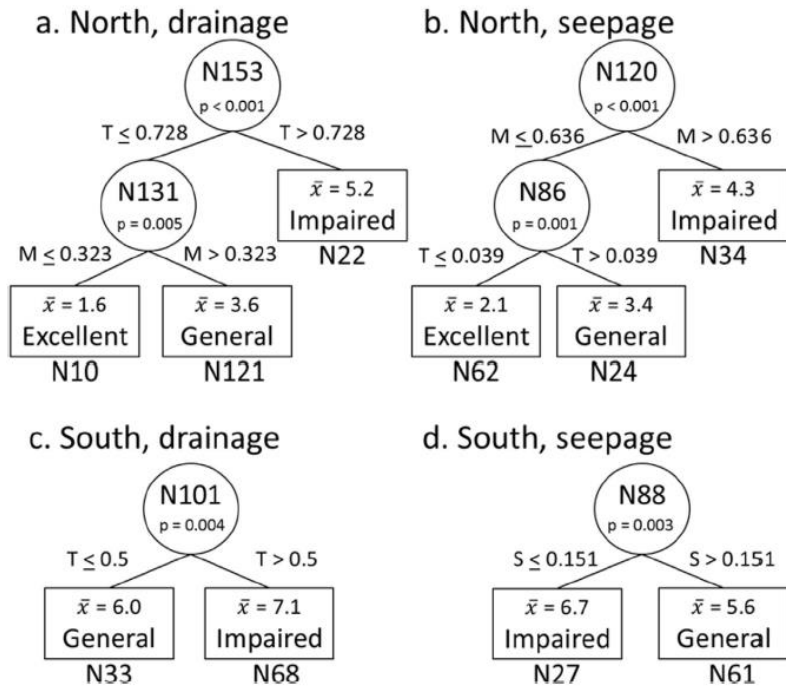 a. North, drainage
N153
p < 0.001
T ≤ 0.728
T > 0.728
N131
p = 0.005
x̄ = 5.2
Impaired
N22
M ≤ 0.323
M > 0.323
x̄ = 1.6
Excellent
N10
x̄ = 3.6
General
N121
b. North, seepage
N120
p < 0.001
M ≤ 0.636
M > 0.636
N86
p = 0.001
x̄ = 4.3
Impaired
N34
T ≤ 0.039
T > 0.039
x̄ = 2.1
Excellent
N62
x̄ = 3.4
General
N24
c. South, drainage
N101
p = 0.004
T ≤ 0.5
T > 0.5
x̄ = 6.0
General
N33
x̄ = 7.1
Impaired
N68
d. South, seepage
N88
p = 0.003
S ≤ 0.151
S > 0.151
x̄ = 6.7
Impaired
N27
x̄ = 5.6
General
N61